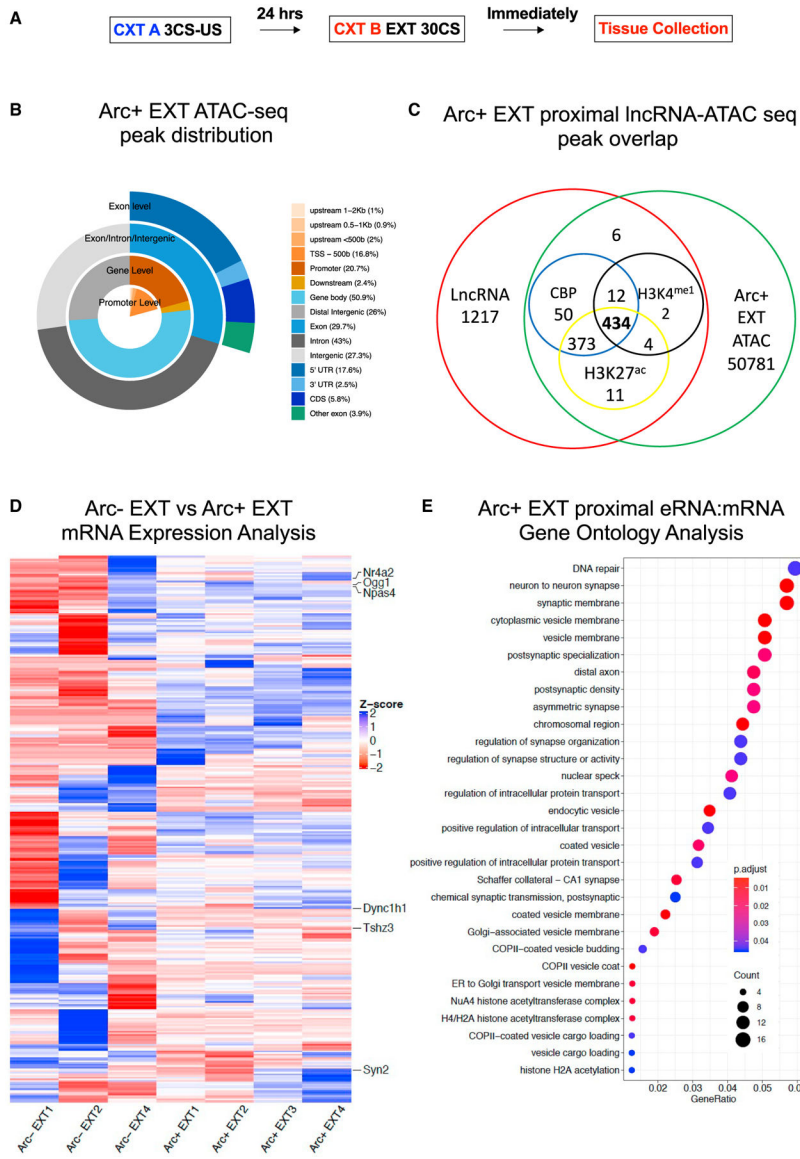 A
CXT A 3CS-US
24 hrs
CXT B EXT 30CS
Immediately
Tissue Collection
B
Arc+ EXT ATAC-seq
peak distribution
Exon level
Exon/Intron/Intergenic
Gene Level
Promoter Level
upstream 1-2Kb (1%)
upstream 0.5-1Kb (0.9%)
upstream <500b (2%)
TSS - 500b (16.8%)
Promoter (20.7%)
Downstream (2.4%)
Gene body (50.9%)
Distal Intergenic (26%)
Exon (29.7%)
Intron (43%)
Intergenic (27.3%)
5' UTR (17.6%)
3' UTR (2.5%)
CDS (5.8%)
Other exon (3.9%)
C
Arc+ EXT proximal lncRNA-ATAC seq
peak overlap
6
LncRNA
1217
CBP
50
12
H3K4me1
2
434
373
4
H3K27ac
11
Arc+
EXT
ATAC
50781
D
Arc- EXT vs Arc+ EXT
mRNA Expression Analysis
Nr4a2
Ogg1
Npas4
Z-score
2
1
0
−1
−2
Dync1h1
Tshz3
Syn2
Arc− EXT1
Arc− EXT2
Arc− EXT4
Arc+ EXT1
Arc+ EXT2
Arc+ EXT3
Arc+ EXT4
E
Arc+ EXT proximal eRNA:mRNA
Gene Ontology Analysis
DNA repair
neuron to neuron synapse
synaptic membrane
cytoplasmic vesicle membrane
vesicle membrane
postsynaptic specialization
distal axon
postsynaptic density
asymmetric synapse
chromosomal region
regulation of synapse organization
regulation of synapse structure or activity
nuclear speck
regulation of intracellular protein transport
endocytic vesicle
positive regulation of intracellular transport
coated vesicle
positive regulation of intracellular protein transport
Schaffer collateral − CA1 synapse
chemical synaptic transmission, postsynaptic
coated vesicle membrane
Golgi−associated vesicle membrane
COPII−coated vesicle budding
COPII vesicle coat
ER to Golgi transport vesicle membrane
NuA4 histone acetyltransferase complex
H4/H2A histone acetyltransferase complex
COPII−coated vesicle cargo loading
vesicle cargo loading
histone H2A acetylation
p.adjust
0.01
0.02
0.03
0.04
Count
4
8
12
16
0.02
0.03
0.04
0.05
GeneRatio